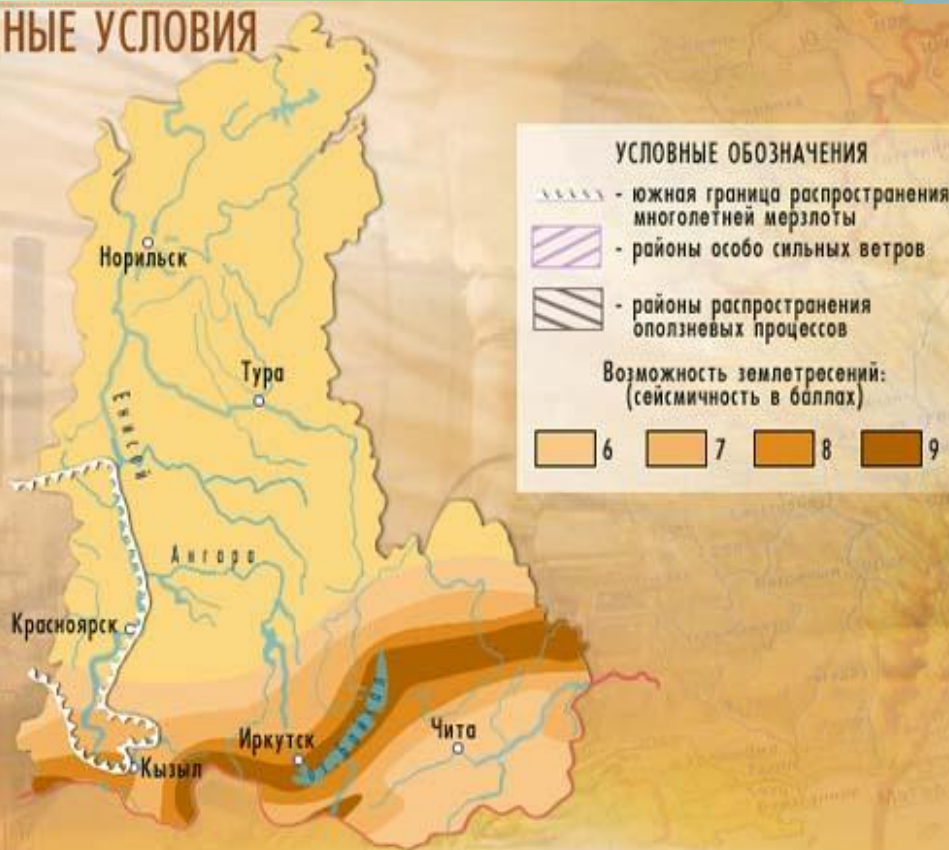 НЫЕ УСЛОВИЯ
УСЛОВНЫЕ ОБОЗНАЧЕНИЯ
- южная граница распространения
многолетней мерзлоты
- районы особо сильных ветров
- районы распространения
оползневых процессов
Возможность землетресений:
(сейсмичность в баллах)
6 7 8 9
Норильск
Тура
Енисей
Ангара
Красноярск
Иркутск
Чита
Кызыл